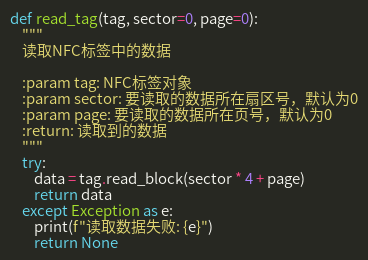 def read_tag(tag, sector=0, page=0):
"""
读取NFC标签中的数据
:param tag: NFC标签对象
:param sector: 要读取的数据所在扇区号，默认为0
:param page: 要读取的数据所在页号，默认为0
:return: 读取到的数据
"""
try:
data = tag.read_block(sector * 4 + page)
return data
except Exception as e:
print(f"读取数据失败: {e}")
return None